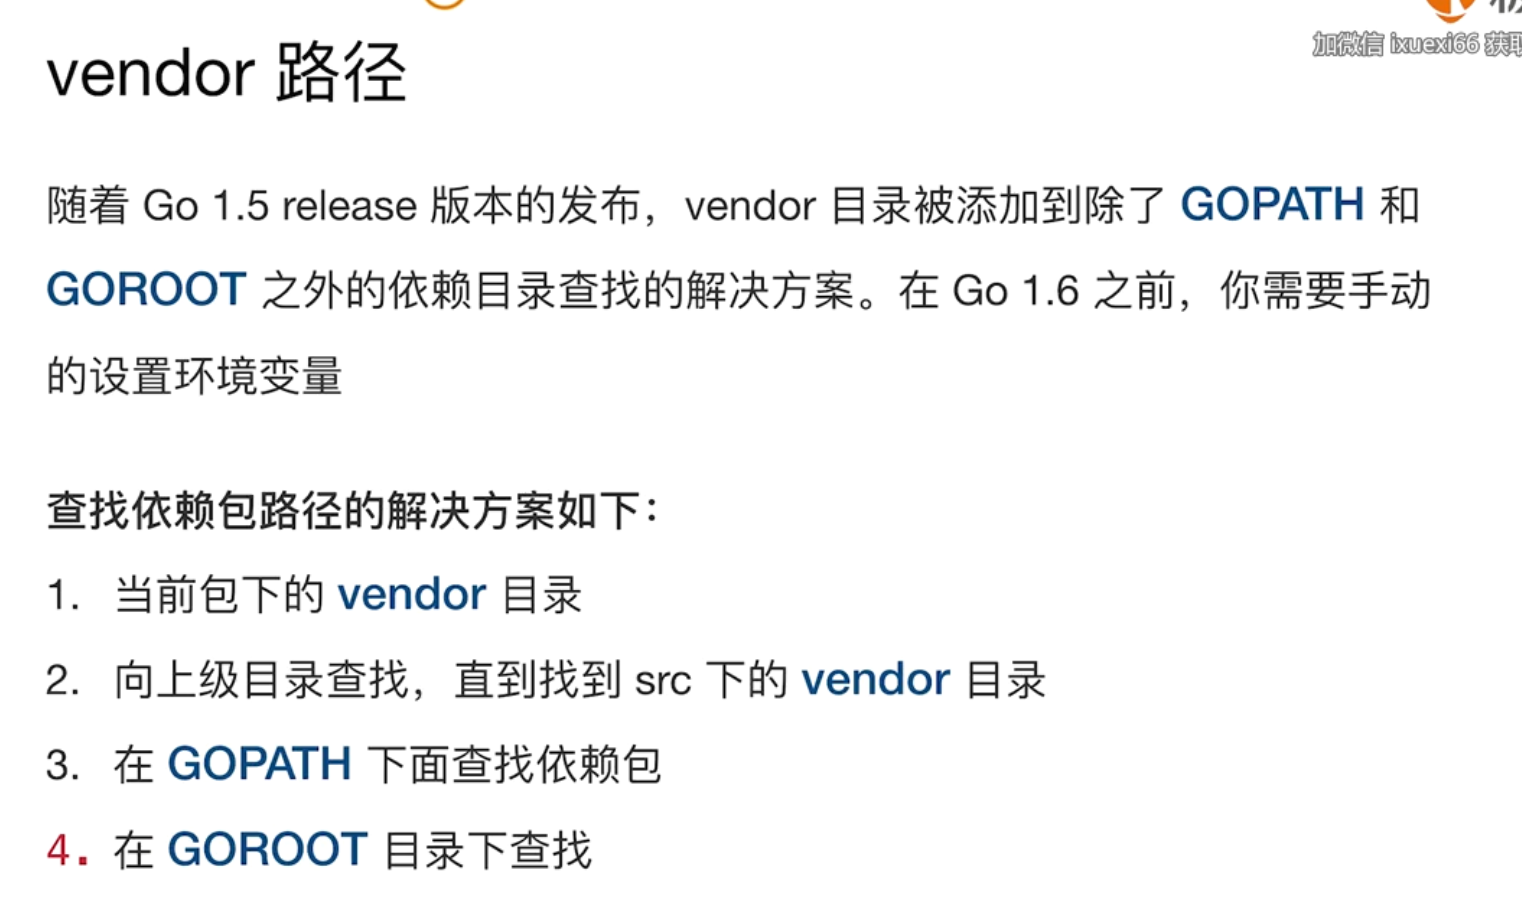 加微信 ixuexi66 获取
vendor 路径
随着 Go 1.5 release 版本的发布，vendor 目录被添加到除了 GOPATH 和
GOROOT 之外的依赖目录查找的解决方案。在 Go 1.6 之前，你需要手动
的设置环境变量
查找依赖包路径的解决方案如下：
1. 当前包下的 vendor 目录
2. 向上级目录查找，直到找到 src 下的 vendor 目录
3. 在 GOPATH 下面查找依赖包
4. 在 GOROOT 目录下查找